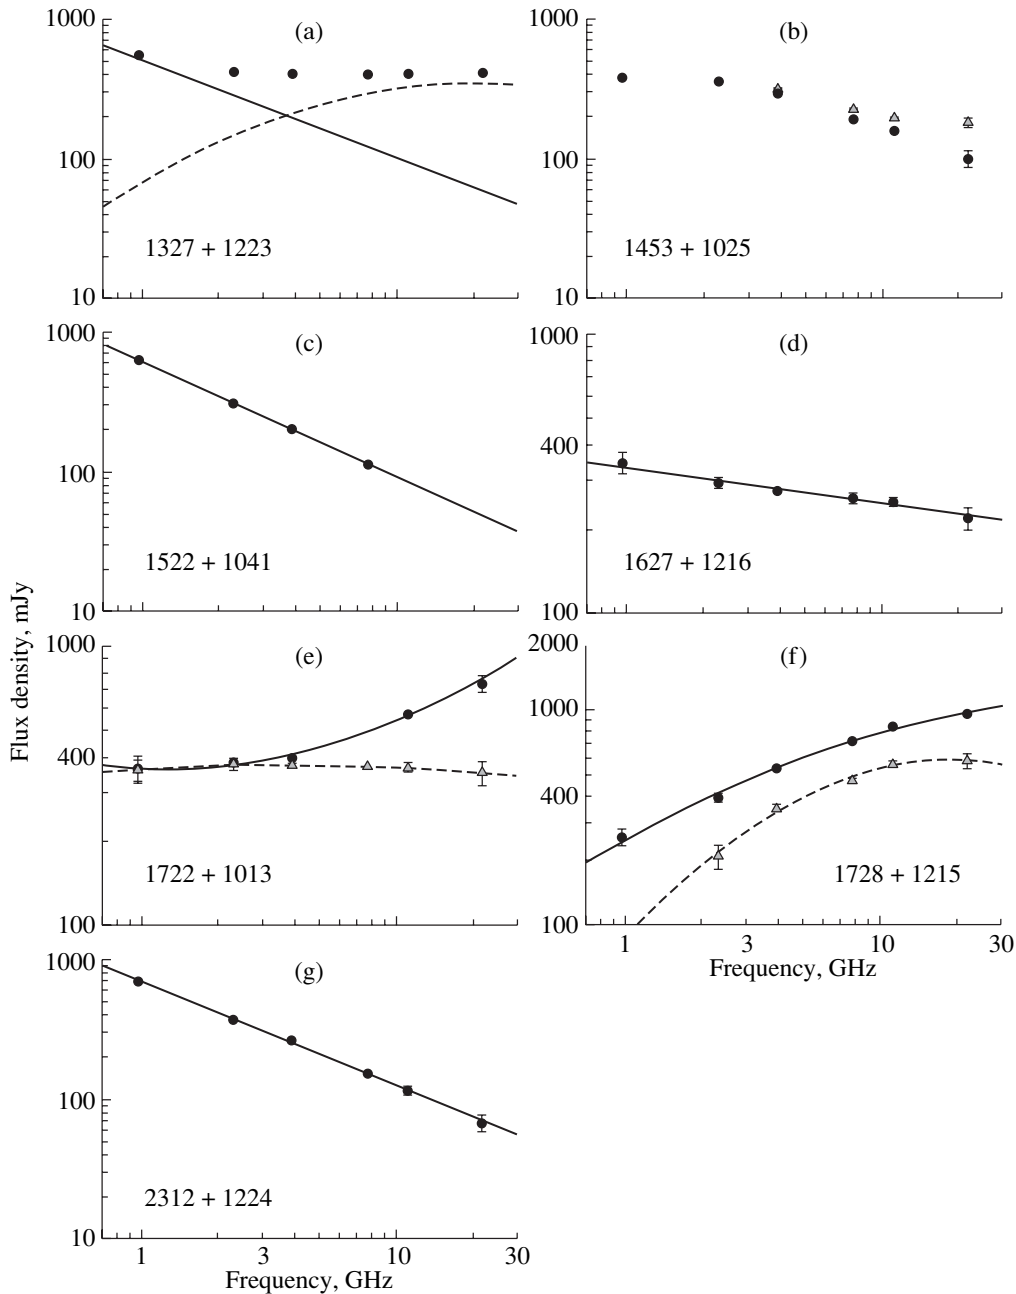 1000
(a)
100
1327 + 1223
10
(b)
1000
100
1453 + 1025
10
1000
(c)
100
1522 + 1041
10
1000
(d)
400
1627 + 1216
100
Flux density, mJy
1000
(e)
400
1722 + 1013
100
2000
(f)
1000
400
1728 + 1215
100
1 3 10 30
Frequency, GHz
1000
(g)
100
2312 + 1224
10
1 3 10 30
Frequency, GHz